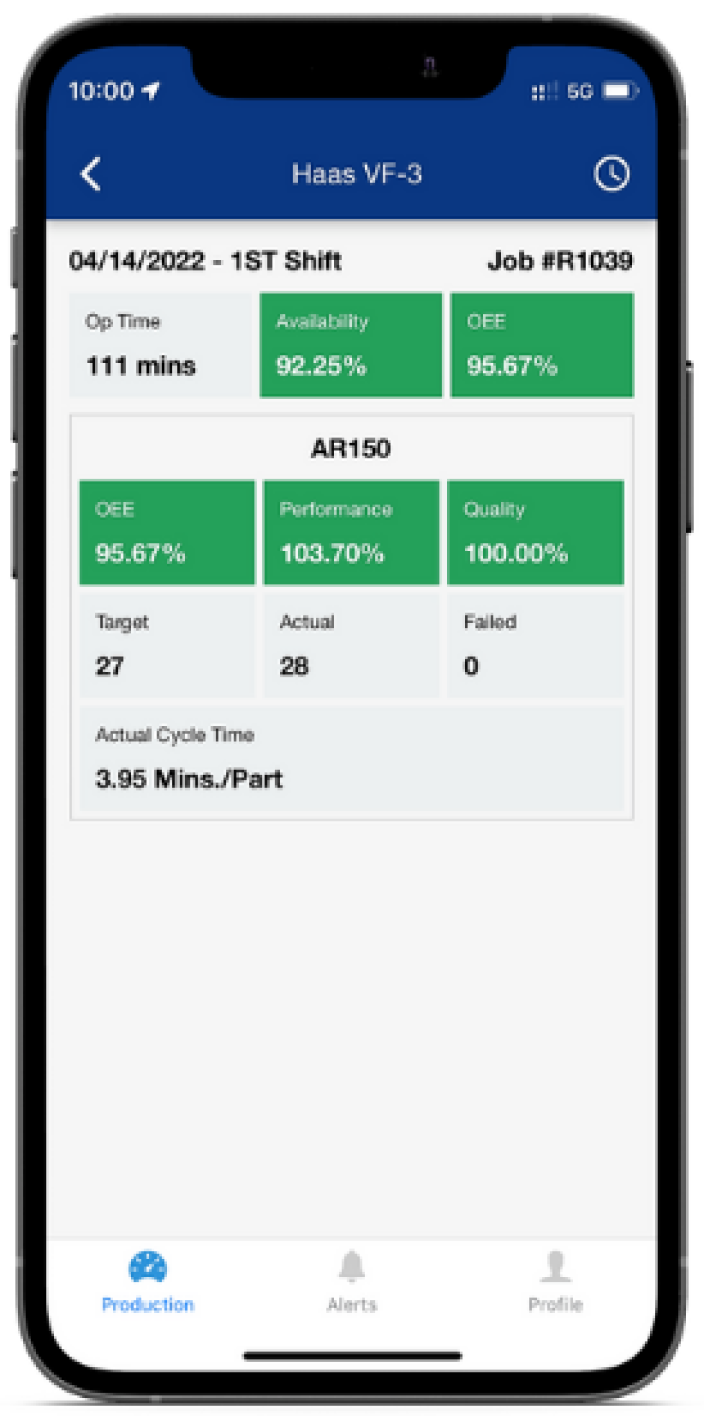 10:00 5G
Haas VF-3
04/14/2022 - 1ST Shift Job #R1039
Op Time Availability OEE
111 mins 92.25% 95.67%
AR150
OEE Performance Quality
95.67% 103.70% 100.00%
Target Actual Failed
27 28 0
Actual Cycle Time
3.95 Mins./Part
Production Alerts Profile